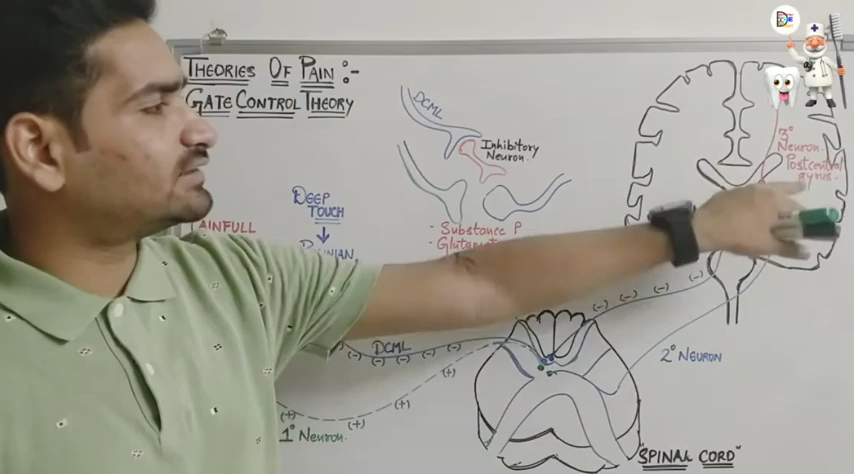 THEORIES OF PAIN :-
GATE CONTROL THEORY
DCML
INHIBITORY
NEURON.
3°
NEURON.
Postcentral
gyrus.
DEEP
TOUCH
AINFULL
- Substance P
DCML
(-) (-) (-) (-) (-) (-)
(-) (-) (-) (-)
(+) (+) (+) (+)
2° NEURON
1° Neuron.
"SPINAL CORD"